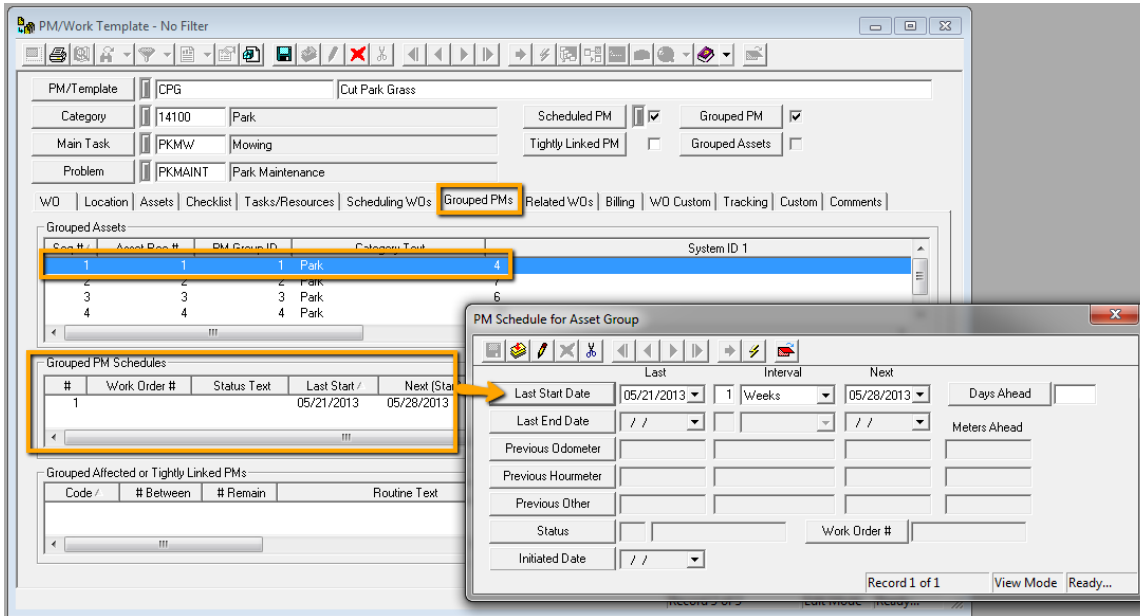 PM/Work Template - No Filter
PM/Template CPG Cut Park Grass
Category 14100 Park Scheduled PM Grouped PM
Main Task PKMW Mowing Tightly Linked PM Grouped Assets
Problem PKMAINT Park Maintenance
WO Location Assets Checklist Tasks/Resources Scheduling WOs Grouped PMs Related WOs Billing WO Custom Tracking Custom Comments
Grouped Assets
System ID 1
1 1 1 Park 4
2 2 2 Park 7
3 3 3 Park 6
4 4 4 Park
Grouped PM Schedules
# Work Order # Status Text Last Start Next (Star
1 05/21/2013 05/28/2013
Grouped Affected or Tightly Linked PMs
Code # Between # Remain Routine Text
PM Schedule for Asset Group
Last Interval Next
Last Start Date 05/21/2013 1 Weeks 05/28/2013 Days Ahead
Last End Date / / / / Meters Ahead
Previous Odometer
Previous Hourmeter
Previous Other
Status Work Order #
Initiated Date / /
Record 1 of 1 View Mode Ready...